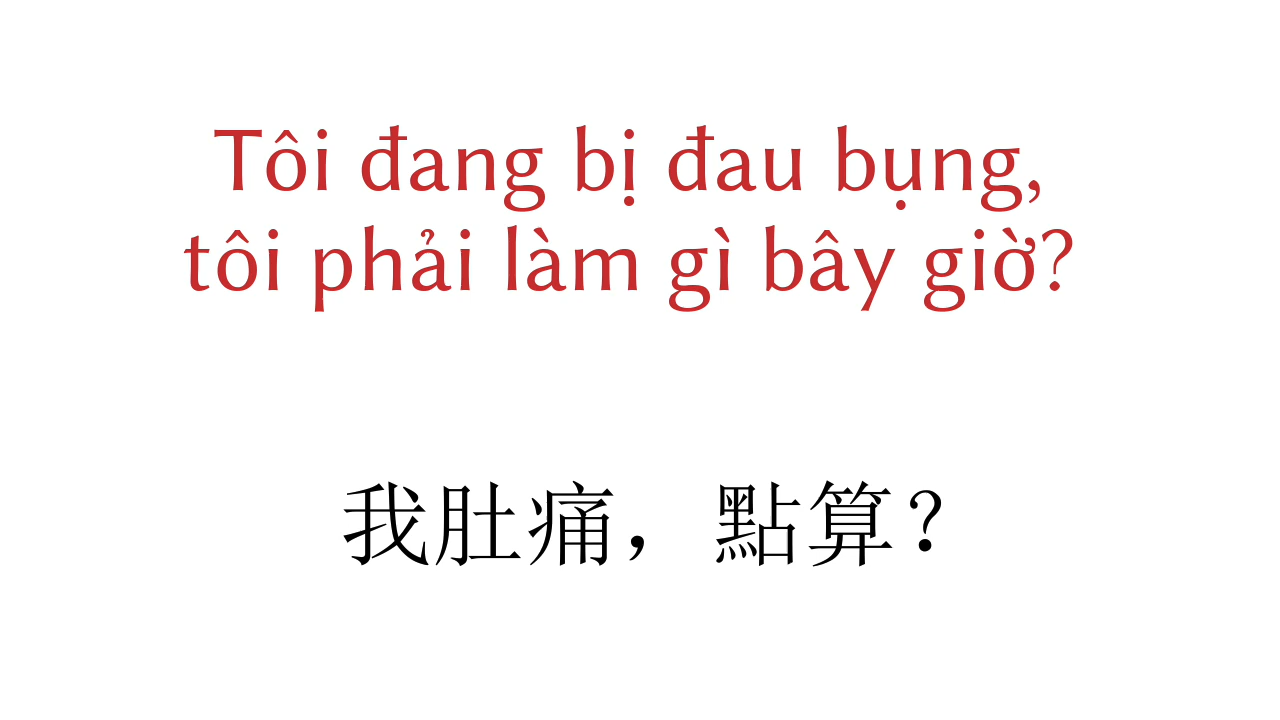 Tôi đang bị đau bụng,
tôi phải làm gì bây giờ?
我肚痛，點算？